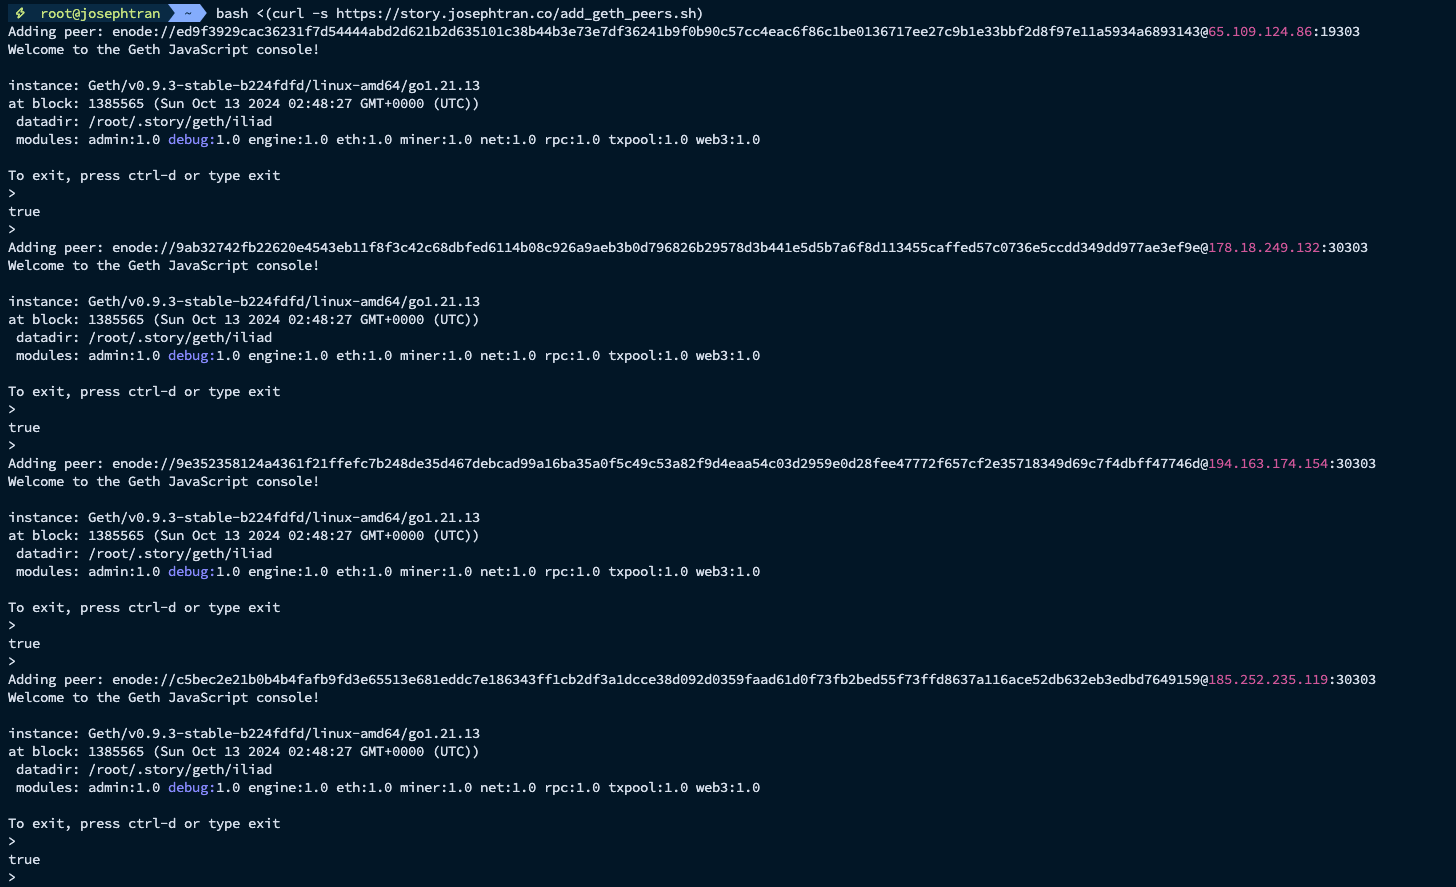 ⚡ root@josephtran ~ bash <(curl -s https://story.josephtran.co/add_geth_peers.sh)
Adding peer: enode://ed9f3929cac36231f7d54444abd2d621b2d635101c38b44b3e73e7df36241b9f0b90c57cc4eac6f86c1be0136717ee27c9b1e33bbf2d8f97e11a5934a6893143@65.109.124.86:19303
Welcome to the Geth JavaScript console!

instance: Geth/v0.9.3-stable-b224fdfd/linux-amd64/go1.21.13
at block: 1385565 (Sun Oct 13 2024 02:48:27 GMT+0000 (UTC))
 datadir: /root/.story/geth/iliad
 modules: admin:1.0 debug:1.0 engine:1.0 eth:1.0 miner:1.0 net:1.0 rpc:1.0 txpool:1.0 web3:1.0

To exit, press ctrl-d or type exit
>
true
>
Adding peer: enode://9ab32742fb22620e4543eb11f8f3c42c68dbfed6114b08c926a9aeb3b0d796826b29578d3b441e5d5b7a6f8d113455caffed57c0736e5ccdd349dd977ae3ef9e@178.18.249.132:30303
Welcome to the Geth JavaScript console!

instance: Geth/v0.9.3-stable-b224fdfd/linux-amd64/go1.21.13
at block: 1385565 (Sun Oct 13 2024 02:48:27 GMT+0000 (UTC))
 datadir: /root/.story/geth/iliad
 modules: admin:1.0 debug:1.0 engine:1.0 eth:1.0 miner:1.0 net:1.0 rpc:1.0 txpool:1.0 web3:1.0

To exit, press ctrl-d or type exit
>
true
>
Adding peer: enode://9e352358124a4361f21ffefc7b248de35d467debcad99a16ba35a0f5c49c53a82f9d4eaa54c03d2959e0d28fee47772f657cf2e35718349d69c7f4dbff47746d@194.163.174.154:30303
Welcome to the Geth JavaScript console!

instance: Geth/v0.9.3-stable-b224fdfd/linux-amd64/go1.21.13
at block: 1385565 (Sun Oct 13 2024 02:48:27 GMT+0000 (UTC))
 datadir: /root/.story/geth/iliad
 modules: admin:1.0 debug:1.0 engine:1.0 eth:1.0 miner:1.0 net:1.0 rpc:1.0 txpool:1.0 web3:1.0

To exit, press ctrl-d or type exit
>
true
>
Adding peer: enode://c5bec2e21b0b4b4fafb9fd3e65513e681eddc7e186343ff1cb2df3a1dcce38d092d0359faad61d0f73fb2bed55f73ffd8637a116ace52db632eb3edbd7649159@185.252.235.119:30303
Welcome to the Geth JavaScript console!

instance: Geth/v0.9.3-stable-b224fdfd/linux-amd64/go1.21.13
at block: 1385565 (Sun Oct 13 2024 02:48:27 GMT+0000 (UTC))
 datadir: /root/.story/geth/iliad
 modules: admin:1.0 debug:1.0 engine:1.0 eth:1.0 miner:1.0 net:1.0 rpc:1.0 txpool:1.0 web3:1.0

To exit, press ctrl-d or type exit
>
true
>